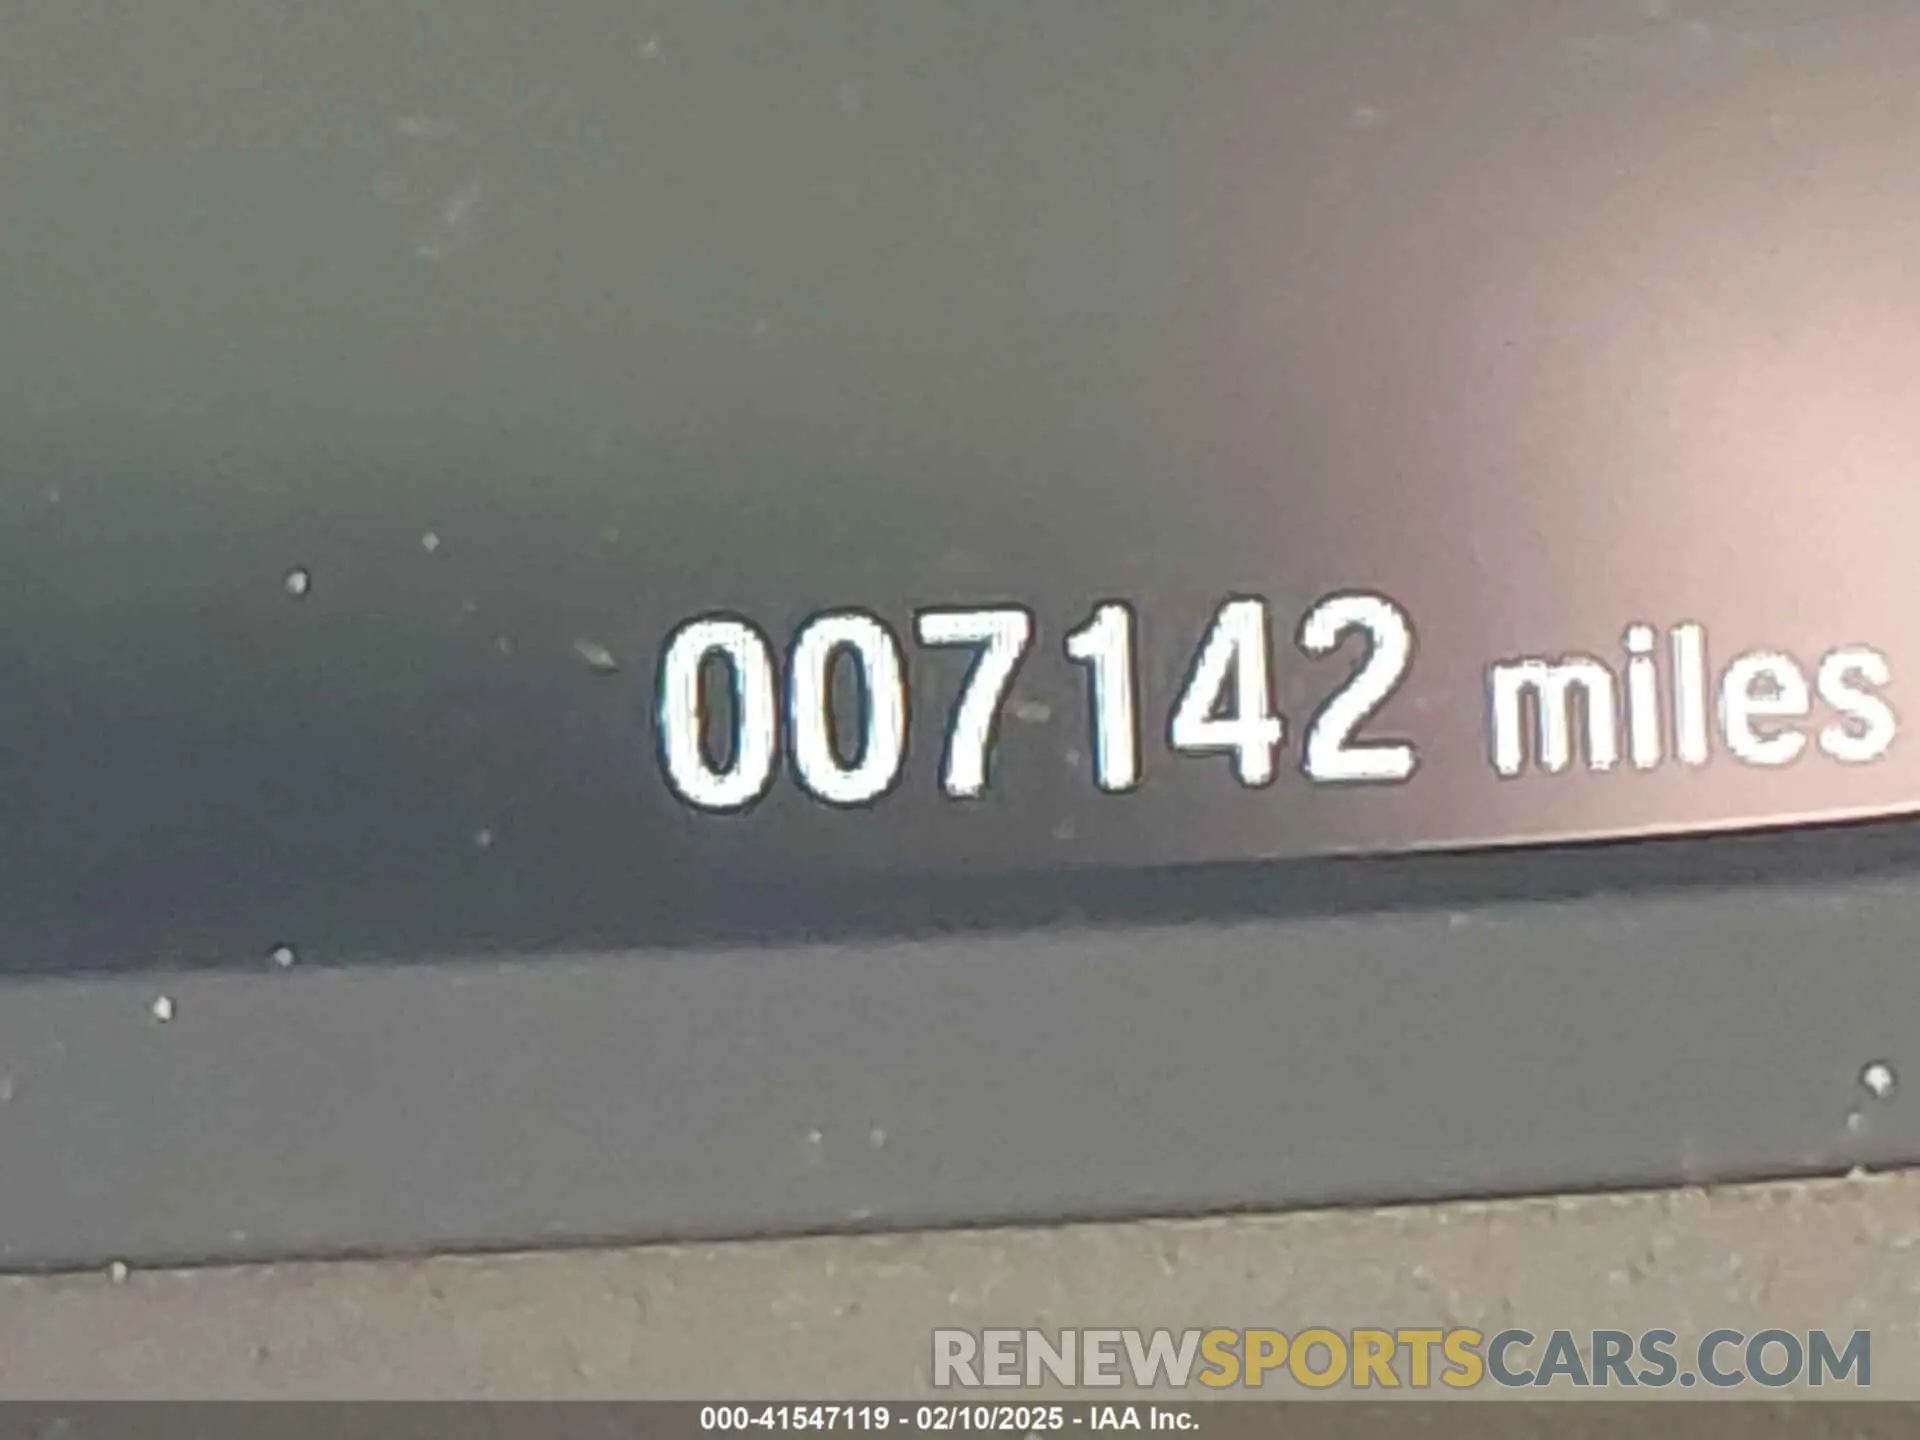 007142 miles
RENEWSPORTSCARS.COM
000-41547119 - 02/10/2025 - IAA Inc.